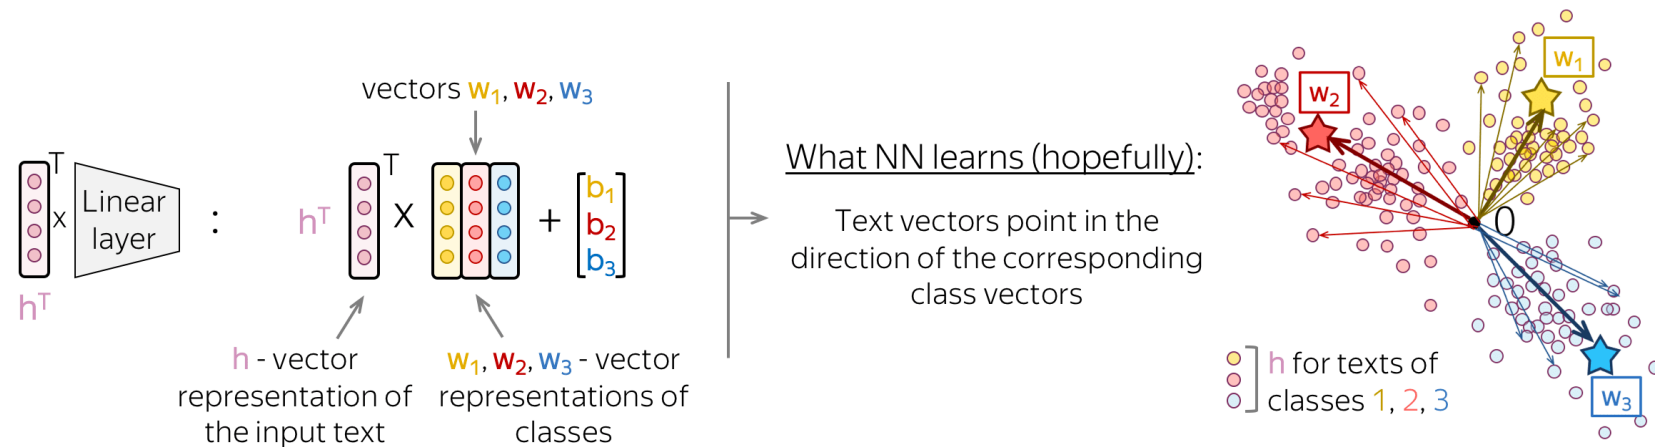 T
x
Linear
layer
hᵀ
:
vectors w₁, w₂, w₃
hᵀ
T
X
+
b₁
b₂
b₃
h - vector
representation of
the input text
w₁, w₂, w₃ - vector
representations of
classes
What NN learns (hopefully):
Text vectors point in the
direction of the corresponding
class vectors
w₁
w₂
0
w₃
h for texts of
classes 1, 2, 3